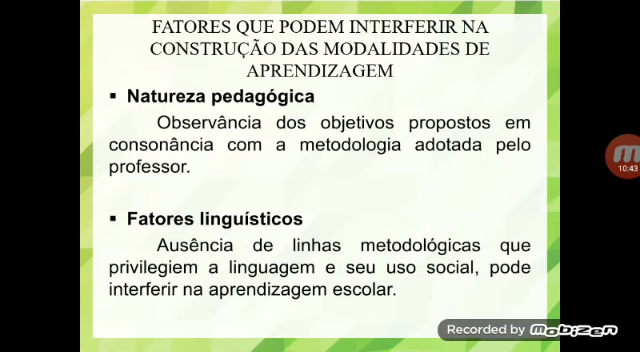 FATORES QUE PODEM INTERFERIR NA
CONSTRUÇÃO DAS MODALIDADES DE
APRENDIZAGEM
▪ Natureza pedagógica
Observância dos objetivos propostos em
consonância com a metodologia adotada pelo
professor.
▪ Fatores linguísticos
Ausência de linhas metodológicas que
privilegiem a linguagem e seu uso social, pode
interferir na aprendizagem escolar.
10:43
Recorded by Mobizen